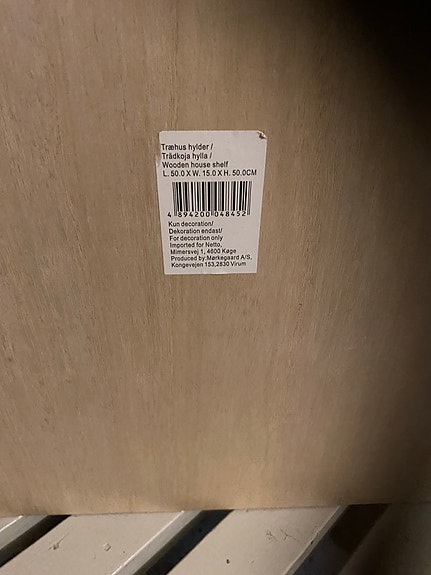 Træhus hylder /
Trädkoja hylla /
Wooden house shelf
L. 50.0 X W. 15.0 X H. 50.0CM
4 894200 048452
Kun decoration/
Dekoration endast/
For decoration only
Imported for Netto,
Mimersvej 1, 4600 Køge
Produced by:Mørkegaard A/S,
Kongevejen 153,2830 Virum